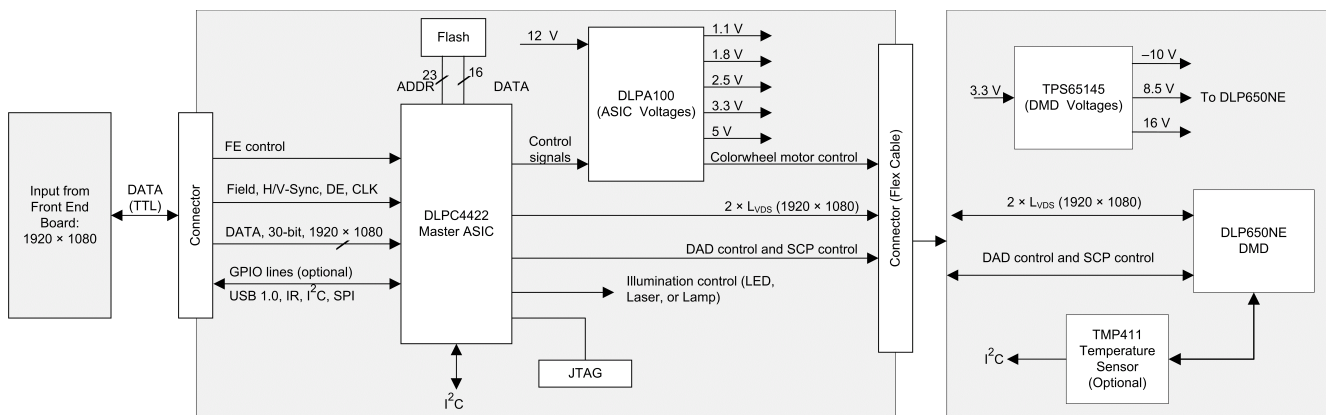 Input from
Front End
Board:
1920 × 1080
DATA
(TTL)
Connector
FE control
Field, H/V-Sync, DE, CLK
DATA, 30-bit, 1920 × 1080
GPIO lines (optional)
USB 1.0, IR, I²C, SPI
Flash
23
16
ADDR
DATA
DLPC4422
Master ASIC
I²C
JTAG
12 V
DLPA100
(ASIC Voltages)
1.1 V
1.8 V
2.5 V
3.3 V
5 V
Control
signals
Colorwheel motor control
2 × LVDS (1920 × 1080)
DAD control and SCP control
Illumination control (LED,
Laser, or Lamp)
Connector (Flex Cable)
3.3 V
TPS65145
(DMD Voltages)
–10 V
8.5 V
16 V
To DLP650NE
2 × LVDS (1920 × 1080)
DAD control and SCP control
DLP650NE
DMD
I²C
TMP411
Temperature
Sensor
(Optional)